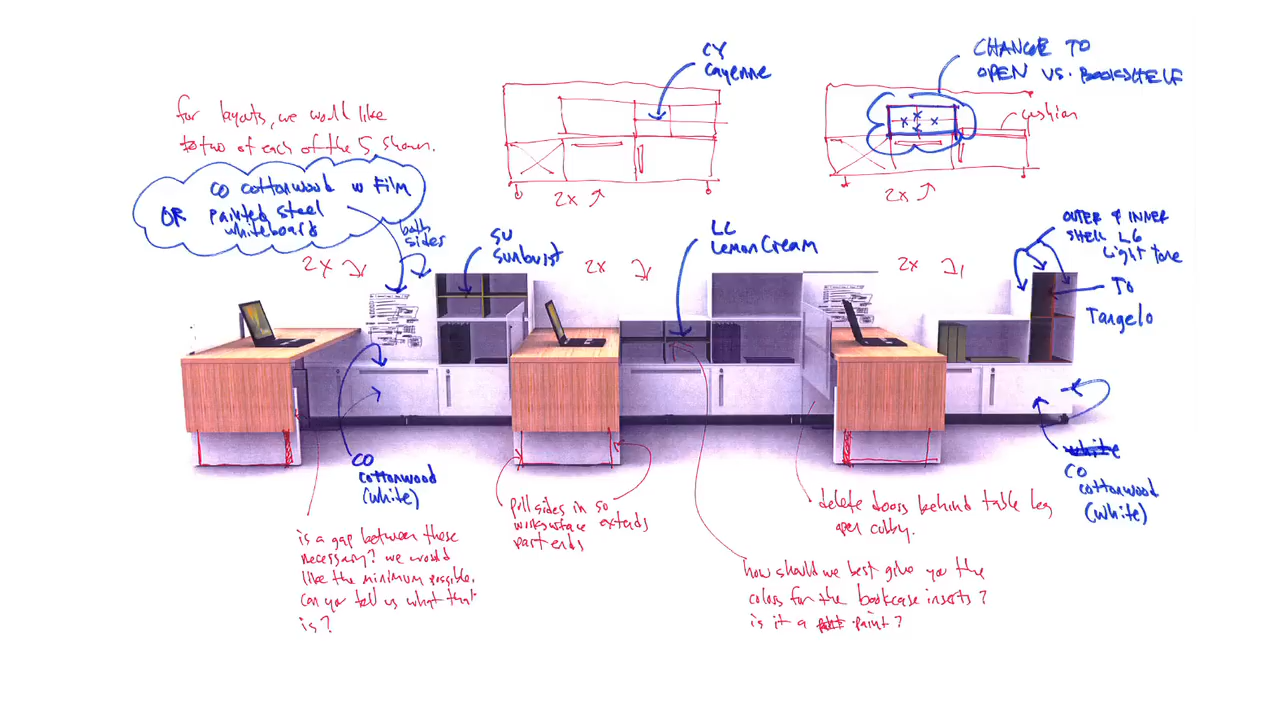 CY
Cayenne
CHANGE TO
OPEN VS. BOOKSHELF
cushion
for layouts, we would like
to two of each of the 5 shown.
2x
2x
CO Cottonwood w Film
OR painted steel
whiteboard
both
sides
SU
Sunburst
LC
Lemon Cream
OUTER & INNER
SHELL LG
Light Tone
TO
Tangelo
2x
2x
2x
CO
Cottonwood
(white)
white
CO
Cottonwood
(white)
pull sides in so
worksurface extends
past ends
delete doors behind table leg
open cubby.
is a gap between these
necessary? we would
like the minimum possible.
can you tell us what that
is?
how should we best give you the
colors for the bookcase inserts?
is it a paint?